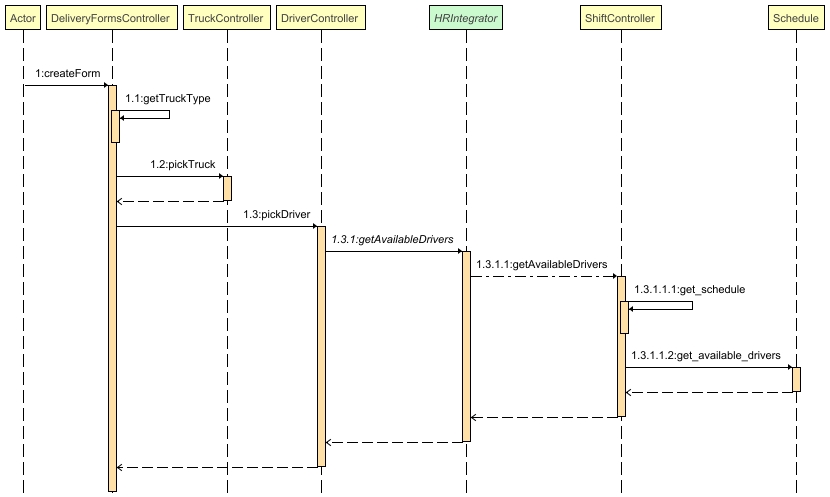 Actor
DeliveryFormsController
TruckController
DriverController
HRIntegrator
ShiftController
Schedule
1:createForm
1.1:getTruckType
1.2:pickTruck
1.3:pickDriver
1.3.1:getAvailableDrivers
1.3.1.1:getAvailableDrivers
1.3.1.1.1:get_schedule
1.3.1.1.2:get_available_drivers